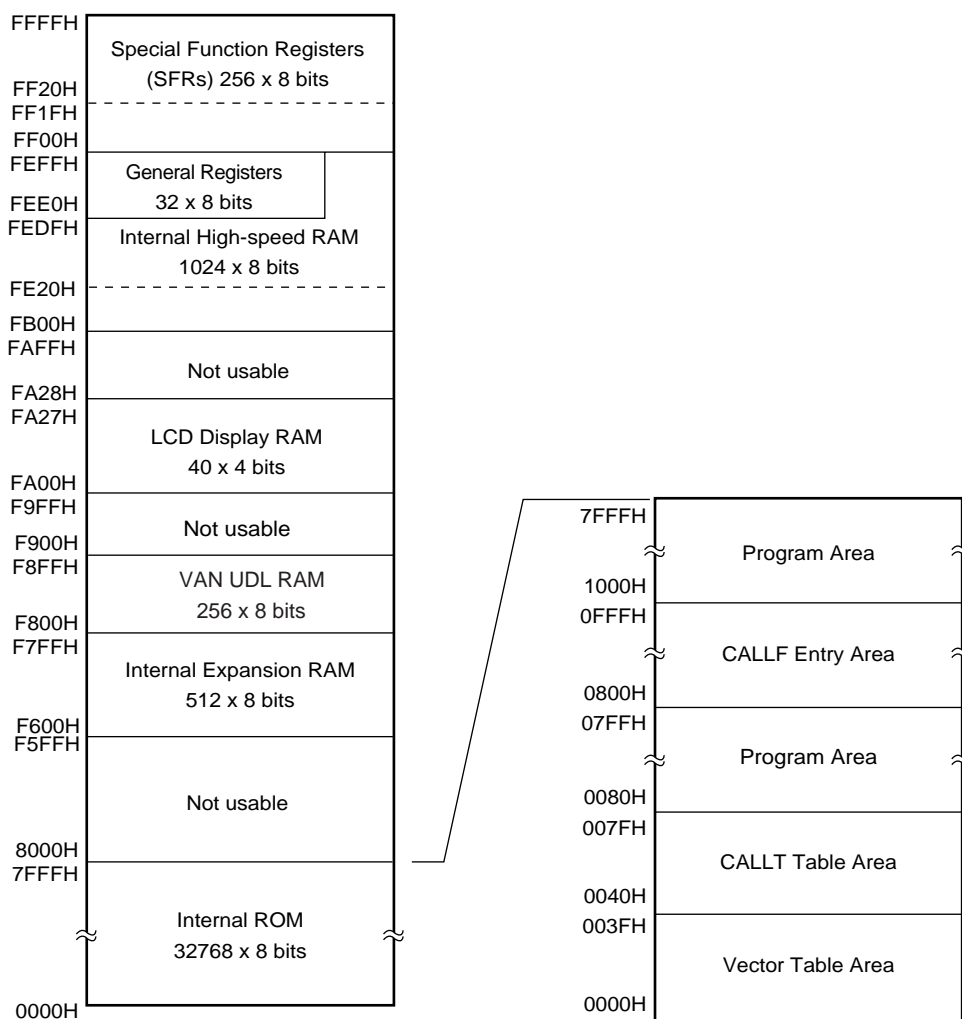 FFFFH
Special Function Registers
(SFRs) 256 x 8 bits
FF20H
FF1FH
FF00H
FEFFH
General Registers
32 x 8 bits
FEE0H
FEDFH
Internal High-speed RAM
1024 x 8 bits
FE20H
FB00H
FAFFH
Not usable
FA28H
FA27H
LCD Display RAM
40 x 4 bits
FA00H
F9FFH
Not usable
F900H
F8FFH
VAN UDL RAM
256 x 8 bits
F800H
F7FFH
Internal Expansion RAM
512 x 8 bits
F600H
F5FFH
Not usable
8000H
7FFFH
Internal ROM
32768 x 8 bits
0000H
7FFFH
Program Area
1000H
0FFFH
CALLF Entry Area
0800H
07FFH
Program Area
0080H
007FH
CALLT Table Area
0040H
003FH
Vector Table Area
0000H